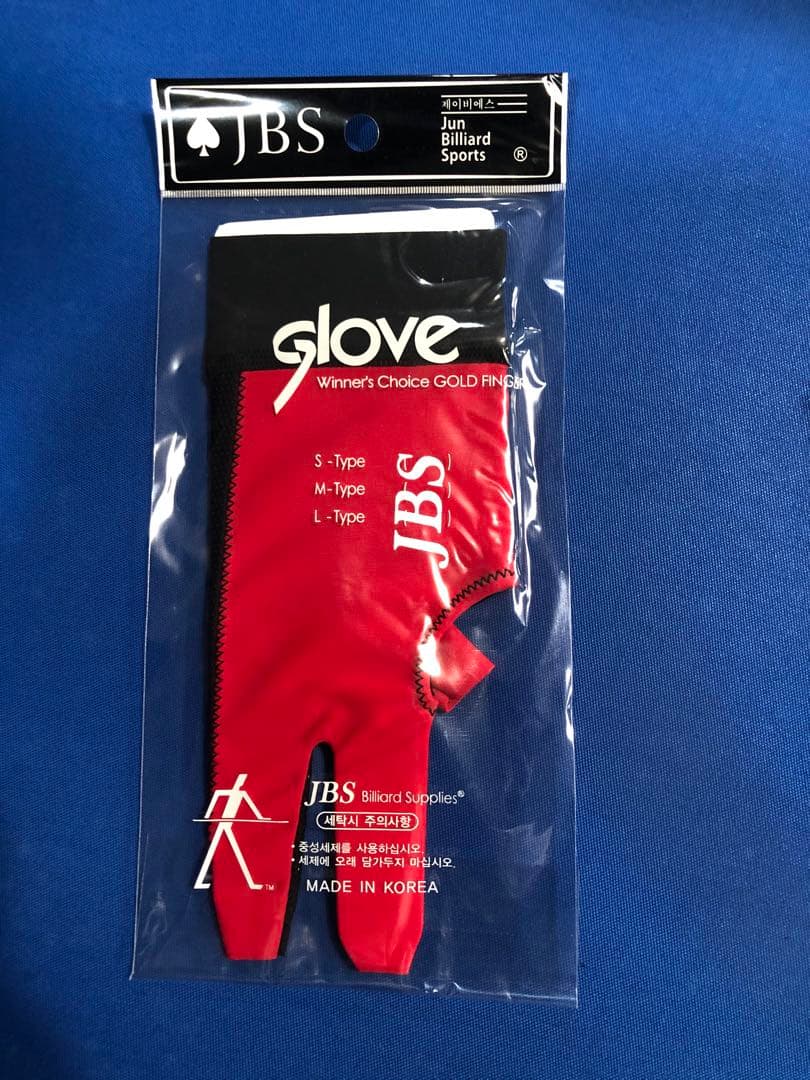 JBS
제이비에스
Jun
Billiard
Sports ®
glove
Winner's Choice GOLD FINGER
S -Type ( )
M-Type ( )
L -Type ( )
JBS
JBS Billiard Supplies®
세탁시 주의사항
· 중성세제를 사용하십시오.
· 세제에 오래 담가두지 마십시오.
TM
MADE IN KOREA